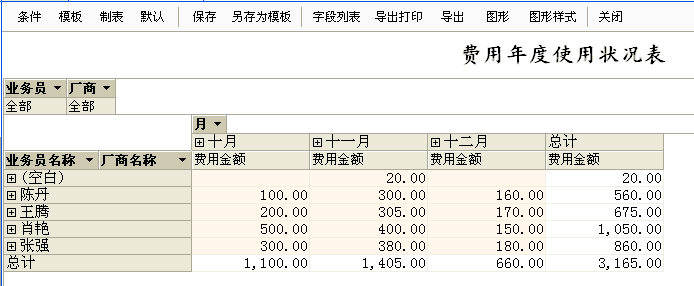 条件 模板 制表 默认 保存 另存为模板 字段列表 导出打印 导出 图形 图形样式 关闭
费用年度使用状况表
业务员 厂商
全部 全部
月
十月 十一月 十二月 总计
业务员名称 厂商名称 费用金额 费用金额 费用金额 费用金额
(空白) 20.00 20.00
陈丹 100.00 300.00 160.00 560.00
王腾 200.00 305.00 170.00 675.00
肖艳 500.00 400.00 150.00 1,050.00
张强 300.00 380.00 180.00 860.00
总计 1,100.00 1,405.00 660.00 3,165.00